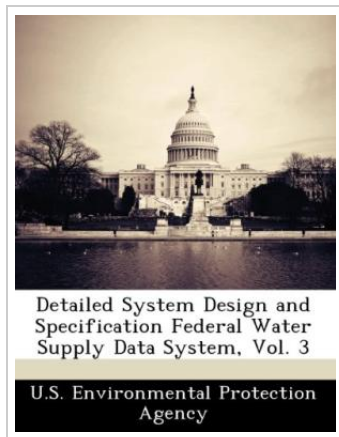 Detailed System Design and
Specification Federal Water
Supply Data System, Vol. 3
U.S. Environmental Protection
Agency